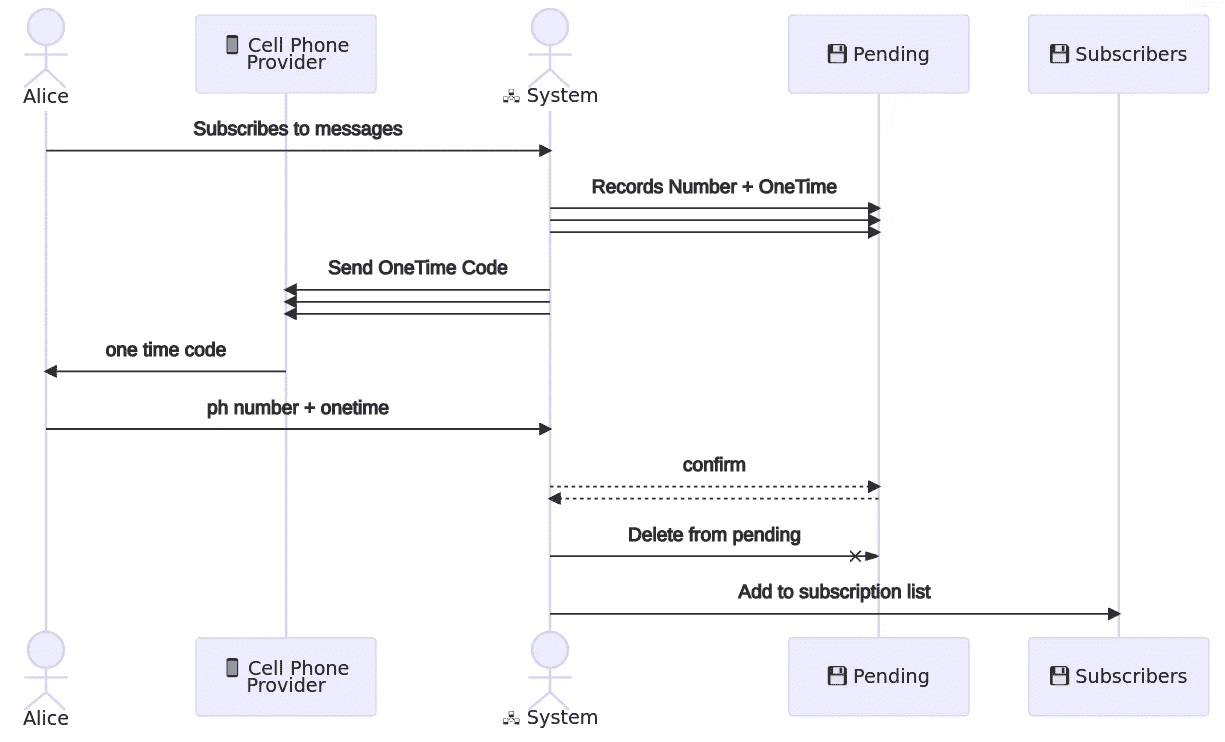 Alice
📱 Cell Phone
Provider
🖧 System
💾 Pending
💾 Subscribers
Subscribes to messages
Records Number + OneTime
Send OneTime Code
one time code
ph number + onetime
confirm
Delete from pending
Add to subscription list
Alice
📱 Cell Phone
Provider
🖧 System
💾 Pending
💾 Subscribers